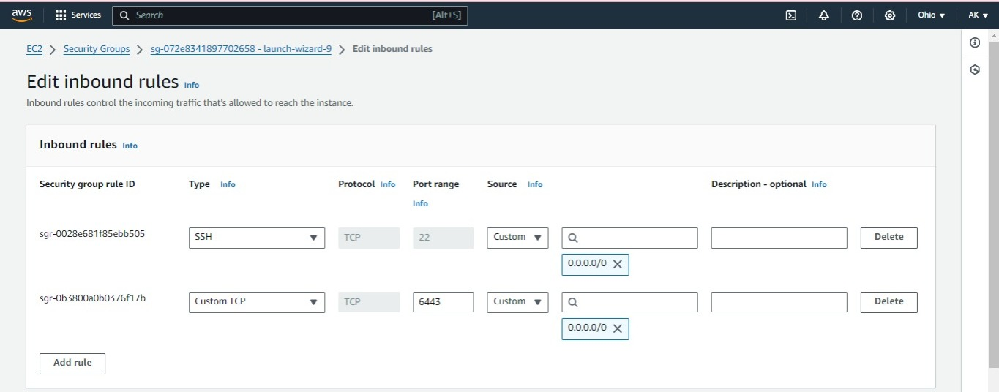 aws Services Search [Alt+S] Ohio AK
EC2 Security Groups sg-072e8341897702658 - launch-wizard-9 Edit inbound rules
Edit inbound rules Info
Inbound rules control the incoming traffic that's allowed to reach the instance.
Inbound rules Info
Security group rule ID Type Info Protocol Info Port range Source Info Description - optional Info
Info
sgr-0028e681f85ebb505 SSH TCP 22 Custom Delete
0.0.0.0/0
sgr-0b3800a0b0376f17b Custom TCP TCP 6443 Custom Delete
0.0.0.0/0
Add rule